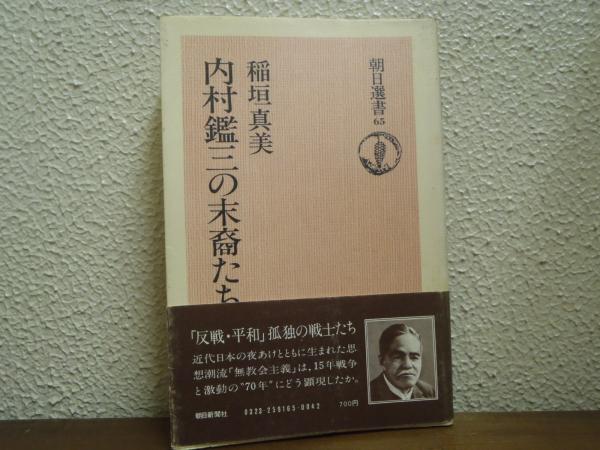 朝日選書 65
稲垣真美
内村鑑三の末裔たち
「反戦・平和」孤独の戦士たち
近代日本の夜あけとともに生まれた思
想潮流「無教会主義」は、15年戦争
と激動の“70年”にどう顕現したか。
朝日新聞社 0323-259165-0042 700円